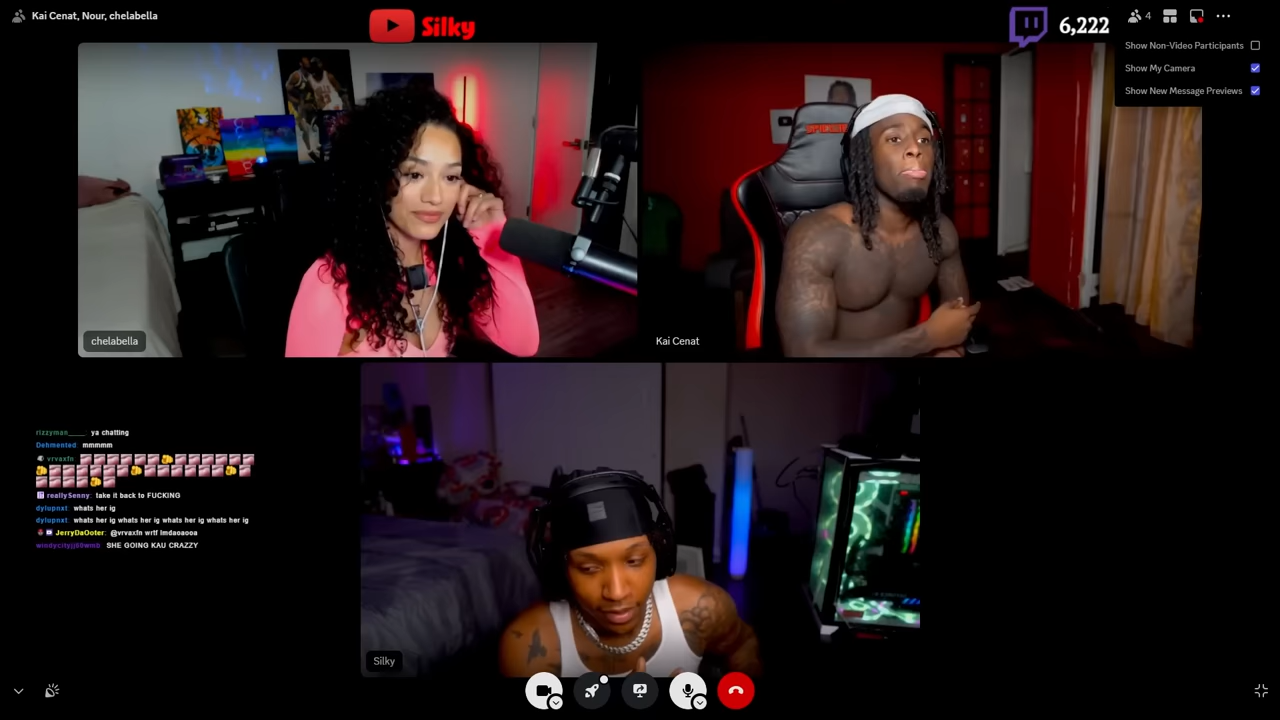 Kai Cenat, Nour, chelabella
Silky
6,222
4
Show Non-Video Participants
Show My Camera
Show New Message Previews
chelabella
Kai Cenat
rizzyman____ ya chatting
Dehmented: mmmmm
vrvaxfn
reallySenny: take it back to FUCKING
dylupnxt: whats her ig
dylupnxt: whats her ig whats her ig whats her ig whats her ig
JerryDaOoter: @vrvaxfn wrtf lmdaoaooa
SHE GOING KAU CRAZZY
Silky